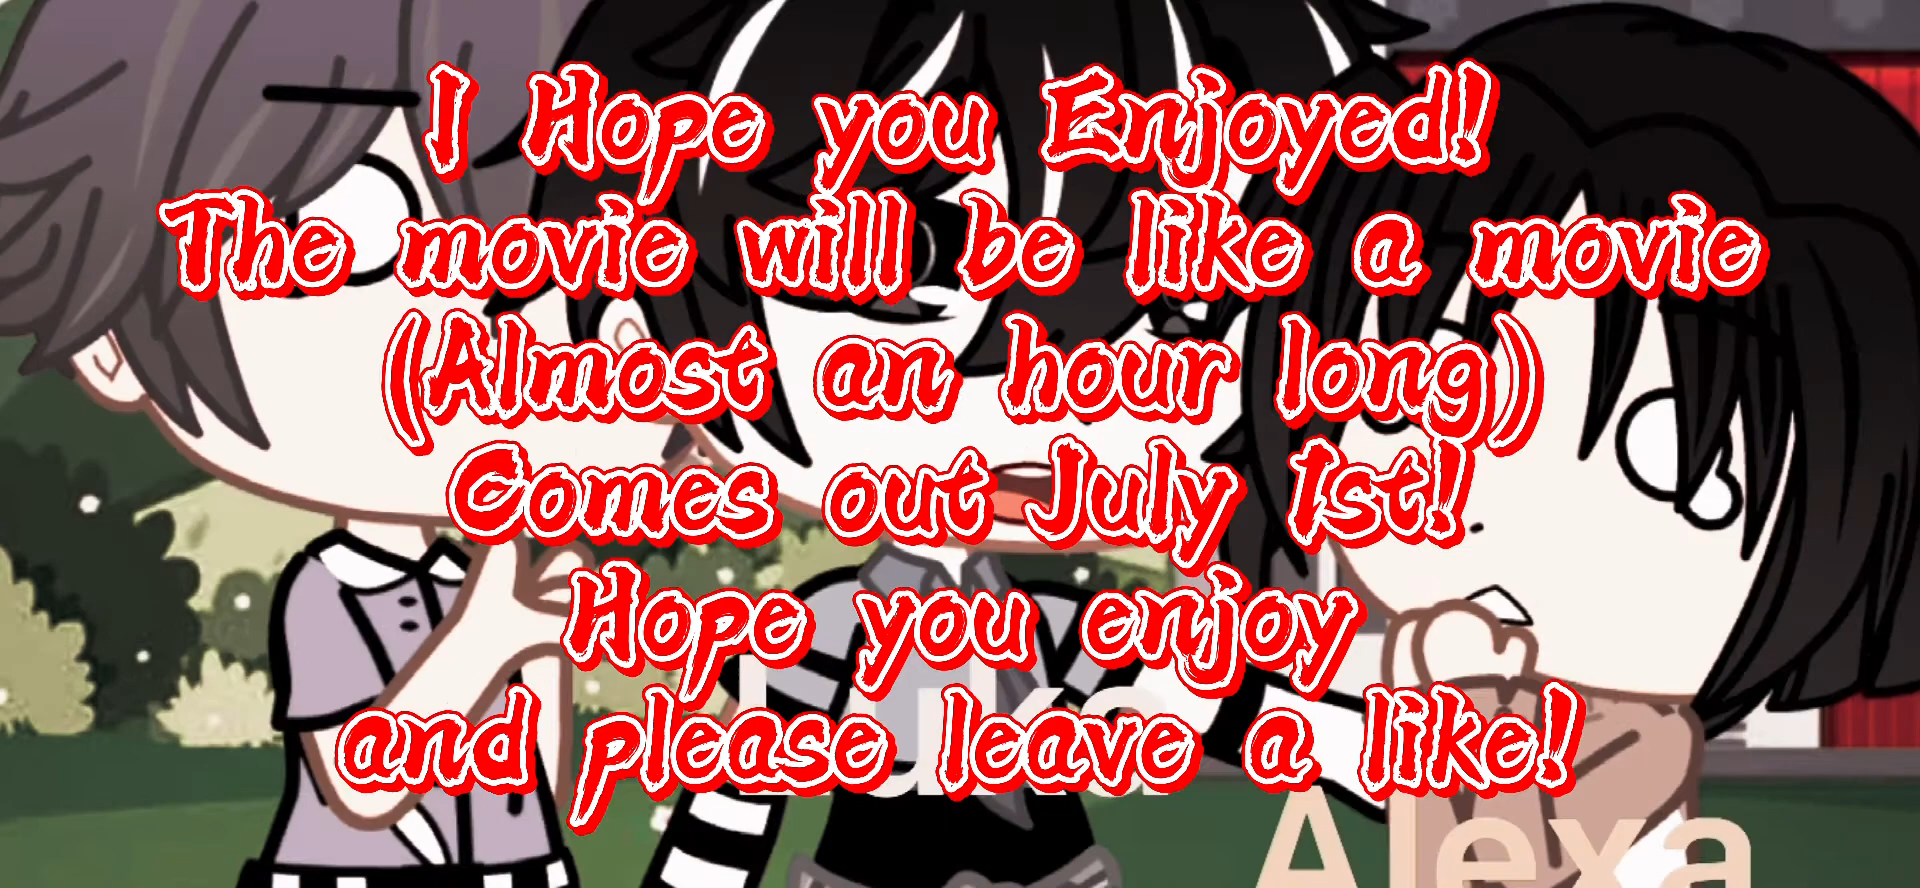 I Hope you Enjoyed!
The movie will be like a movie
(Almost an hour long)
Comes out July 1st!
Hope you enjoy
and please leave a like!
Luka
Alexa